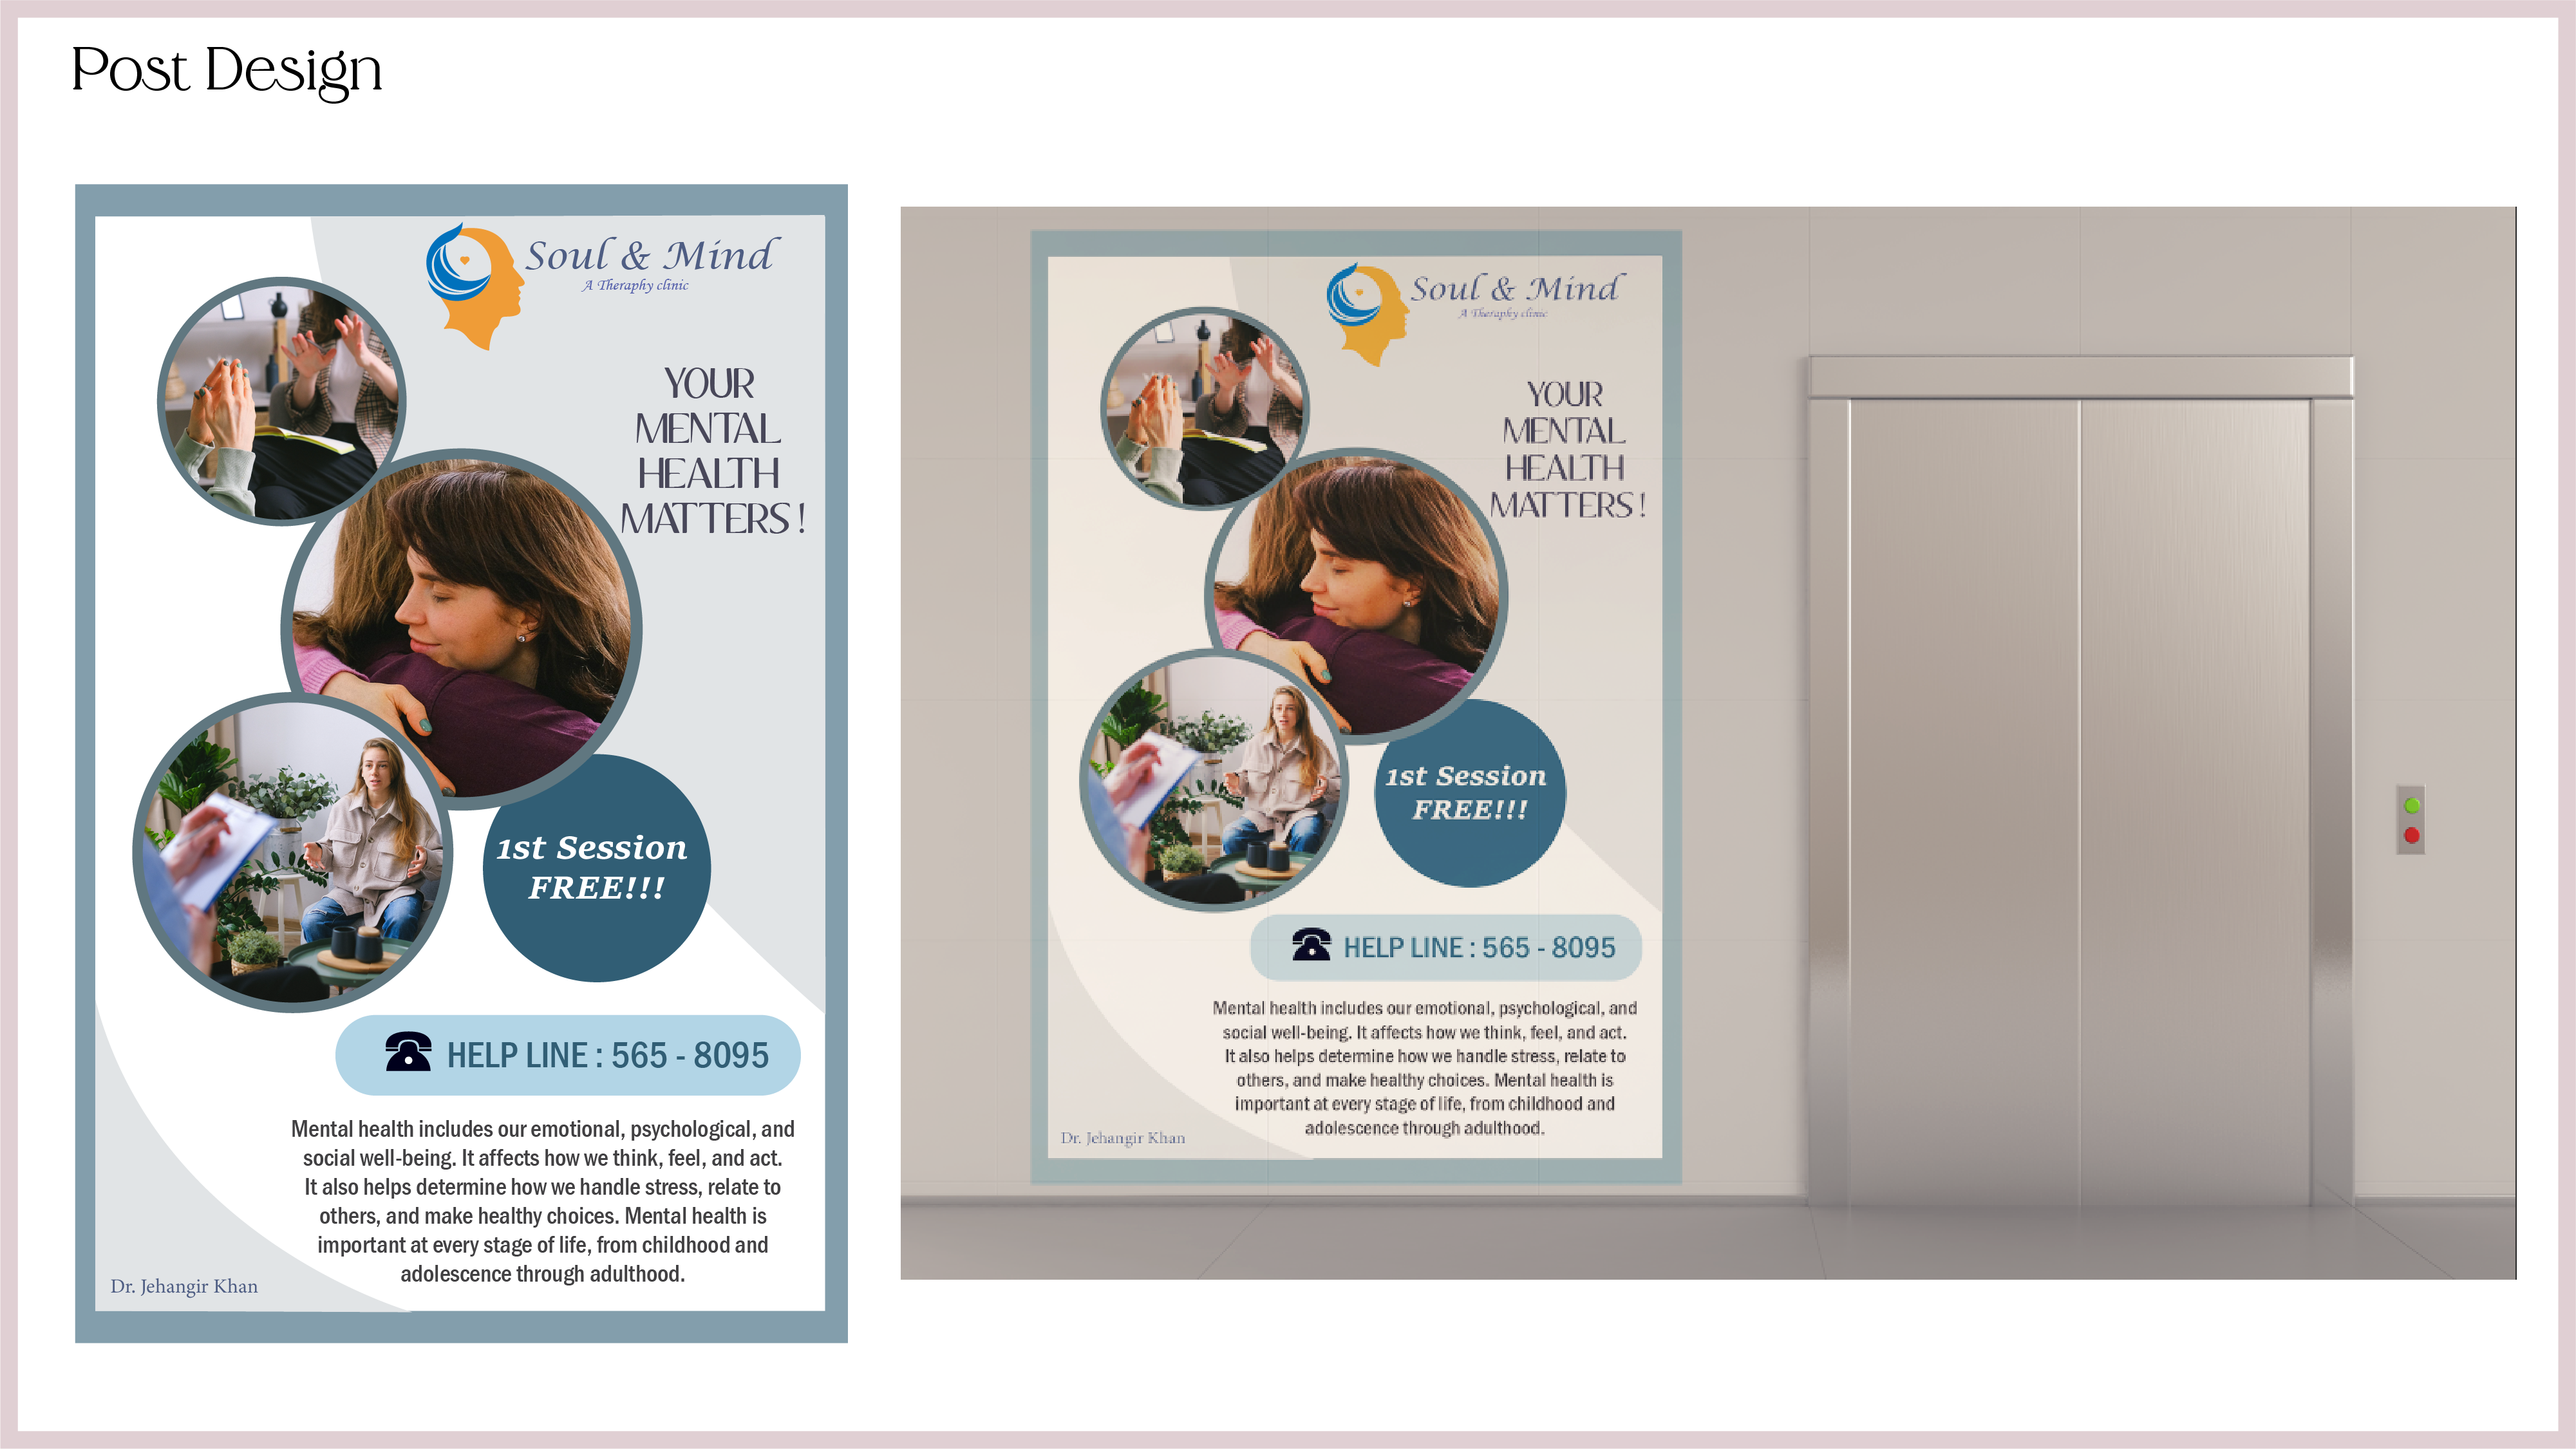 Post Design
Soul & Mind
A Theraphy clinic
YOUR
MENTAL
HEALTH
MATTERS !
1st Session
FREE!!!
HELP LINE : 565 - 8095
Mental health includes our emotional, psychological, and
social well-being. It affects how we think, feel, and act.
It also helps determine how we handle stress, relate to
others, and make healthy choices. Mental health is
important at every stage of life, from childhood and
adolescence through adulthood.
Dr. Jehangir Khan
Soul & Mind
A Theraphy clinic
YOUR
MENTAL
HEALTH
MATTERS !
1st Session
FREE!!!
HELP LINE : 565 - 8095
Mental health includes our emotional, psychological, and
social well-being. It affects how we think, feel, and act.
It also helps determine how we handle stress, relate to
others, and make healthy choices. Mental health is
important at every stage of life, from childhood and
adolescence through adulthood.
Dr. Jehangir Khan